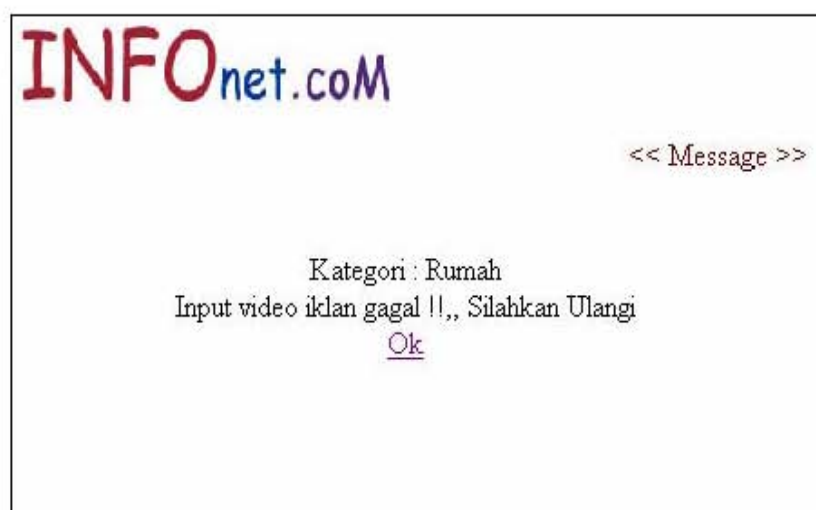 INFOnet.coM
<< Message >>
Kategori : Rumah
Input video iklan gagal !!,, Silahkan Ulangi
Ok